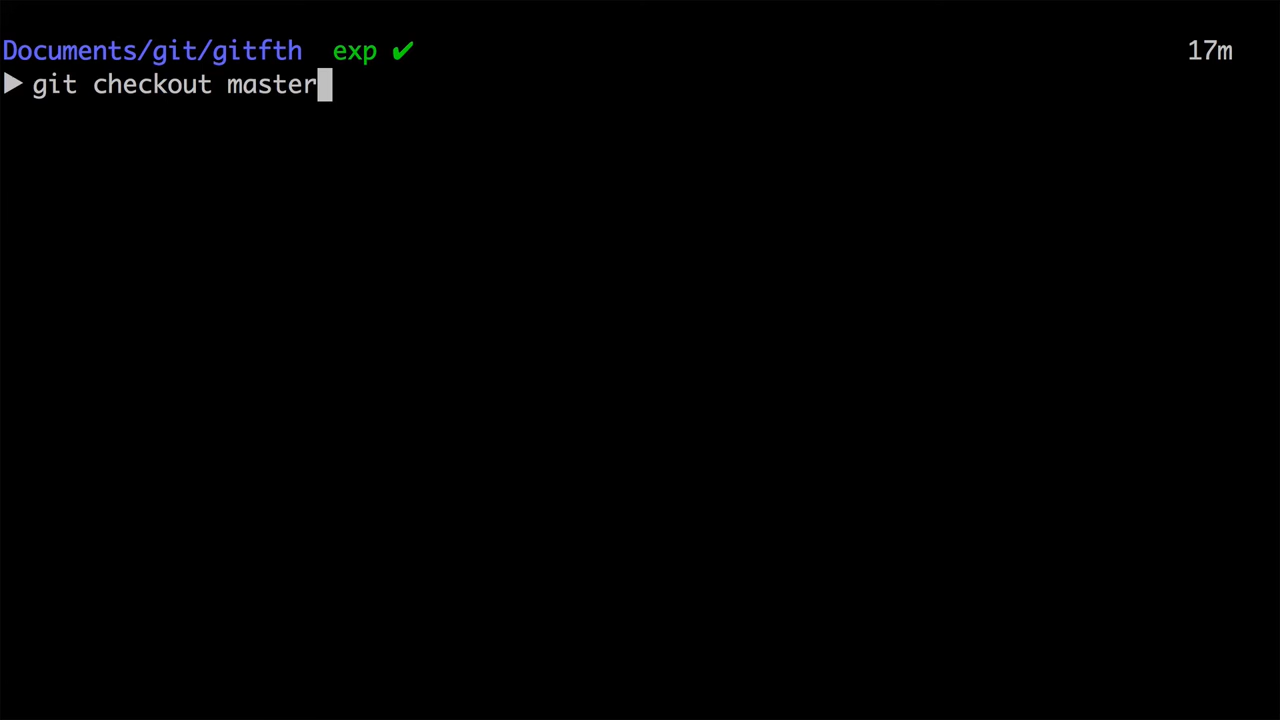 Documents/git/gitfth exp ✔ 17m
▶ git checkout master